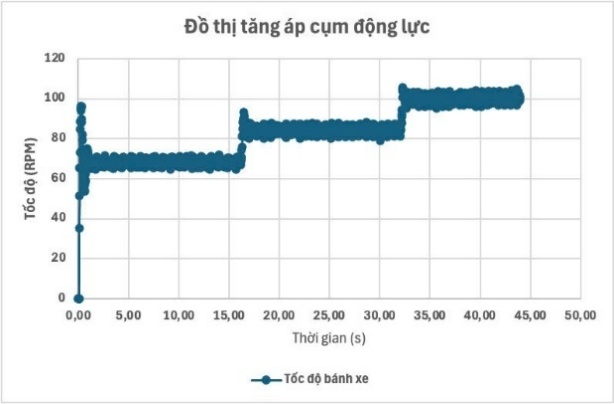 Đồ thị tăng áp cụm động lực
120
100
80
60
40
20
0
Tốc độ (RPM)
0,00 5,00 10,00 15,00 20,00 25,00 30,00 35,00 40,00 45,00 50,00
Thời gian (s)
Tốc độ bánh xe